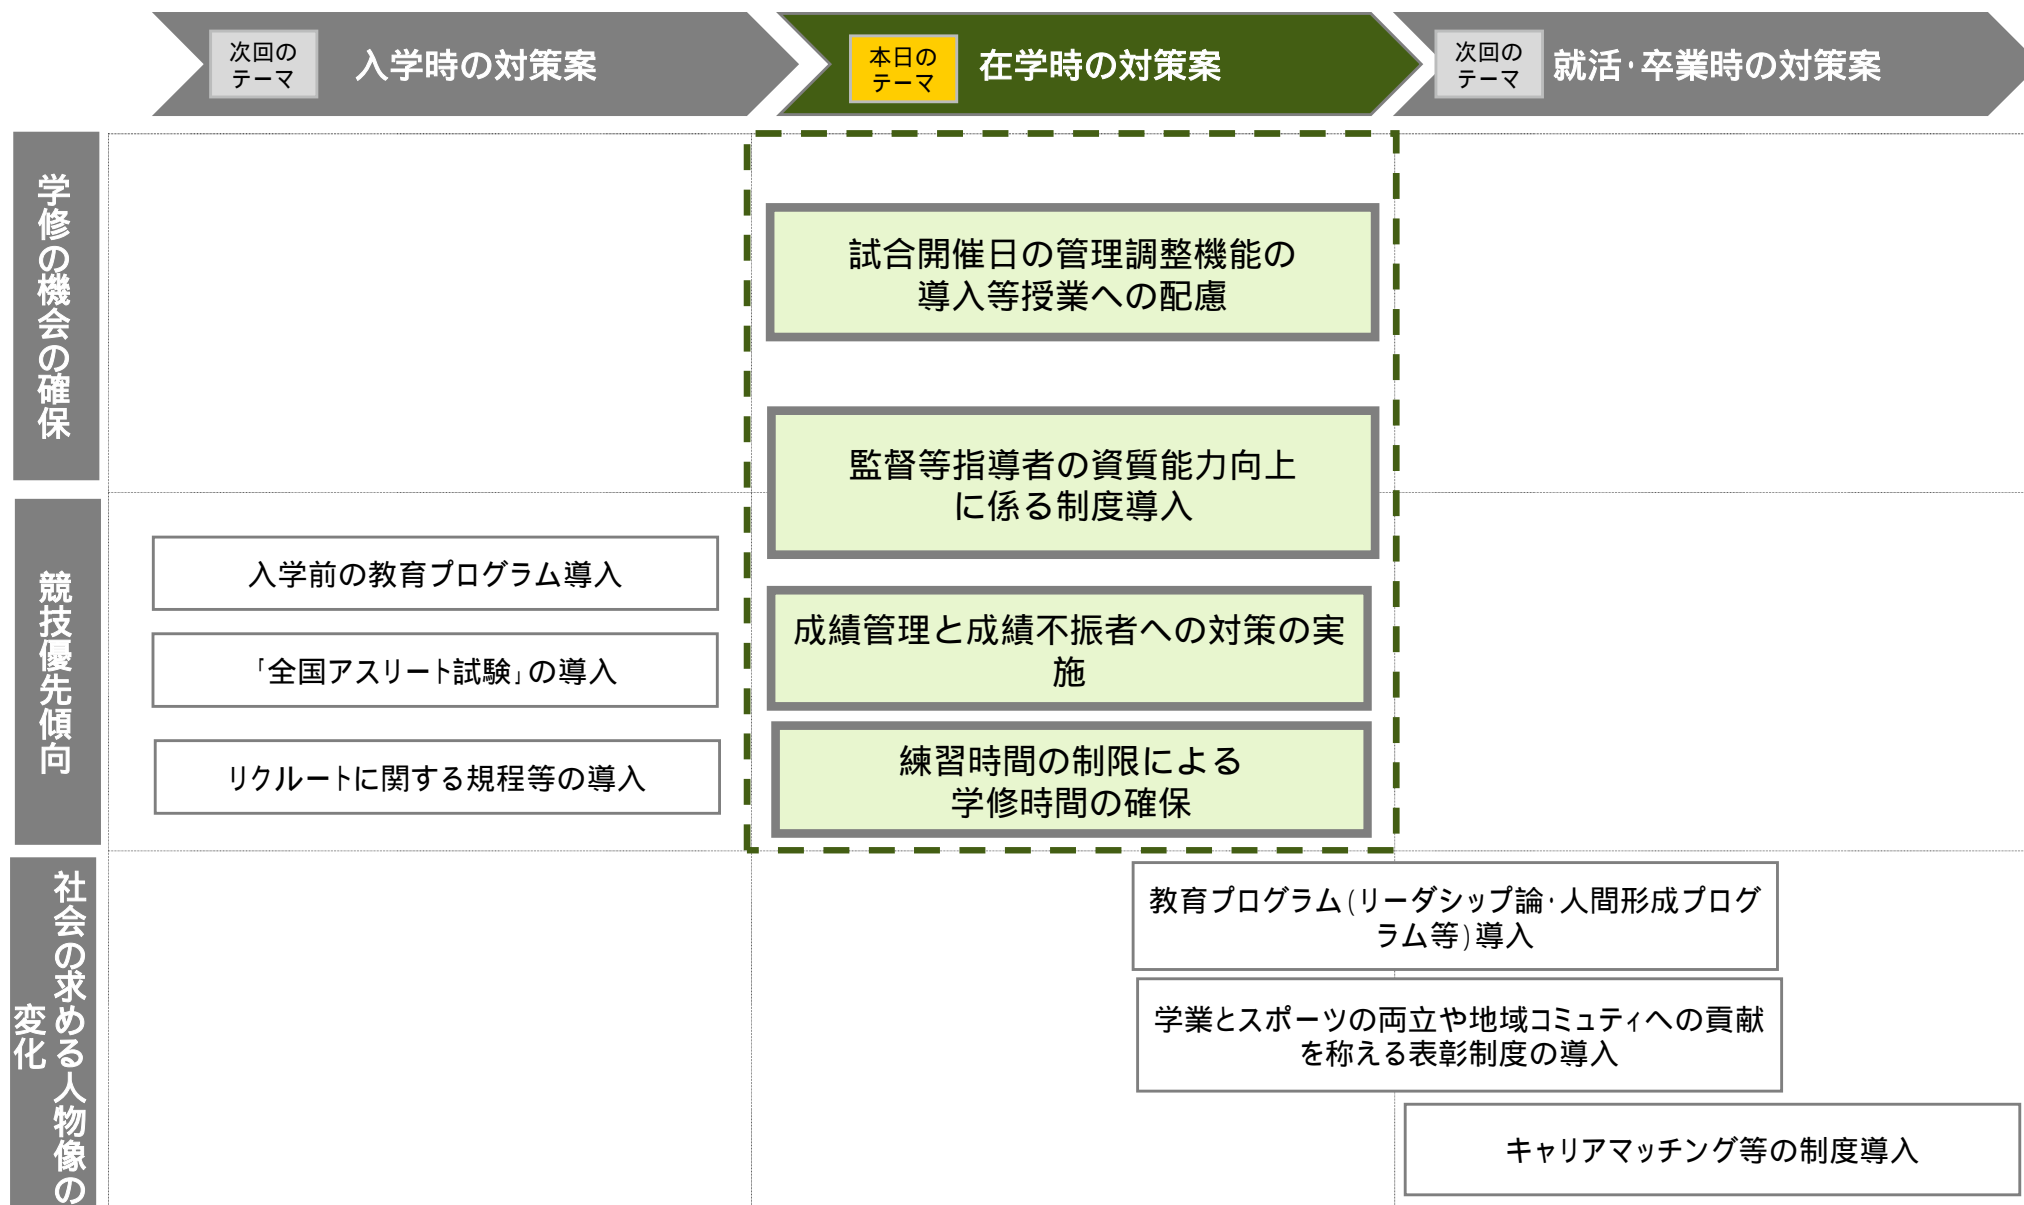 次回の
テーマ
入学時の対策案
本日の
テーマ
在学時の対策案
次回の
テーマ
就活・卒業時の対策案
学修の機会の確保
試合開催日の管理調整機能の
導入等授業への配慮
監督等指導者の資質能力向上
に係る制度導入
競技優先傾向
入学前の教育プログラム導入
「全国アスリート試験」の導入
リクルートに関する規程等の導入
成績管理と成績不振者への対策の実
施
練習時間の制限による
学修時間の確保
社会の求める人物像の
変化
教育プログラム(リーダシップ論・人間形成プログ
ラム等)導入
学業とスポーツの両立や地域コミュティへの貢献
を称える表彰制度の導入
キャリアマッチング等の制度導入